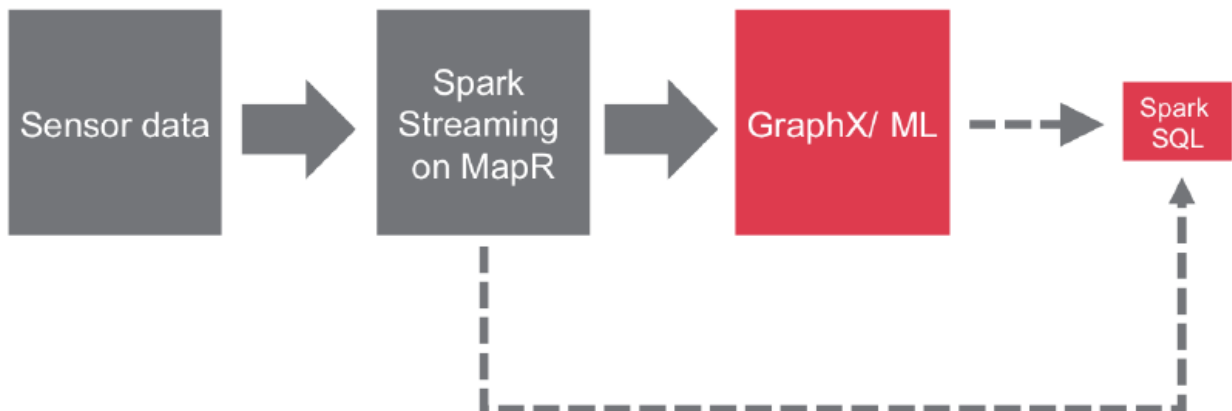 Sensor data
Spark
Streaming
on MapR
GraphX/ ML
Spark
SQL